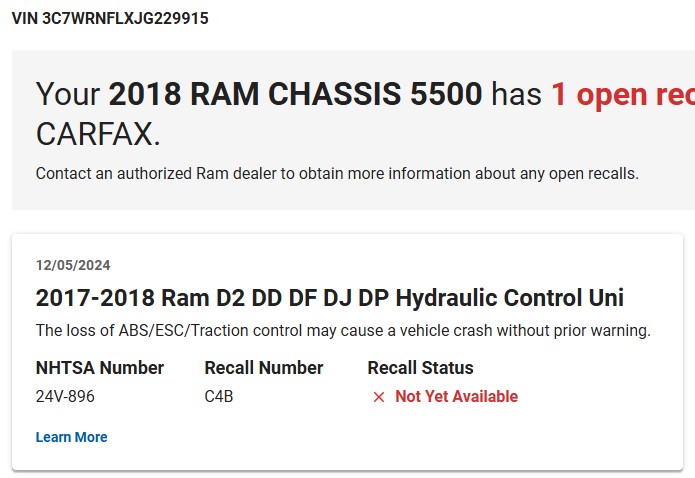 VIN 3C7WRNFLXJG229915
Your 2018 RAM CHASSIS 5500 has 1 open rec
CARFAX.
Contact an authorized Ram dealer to obtain more information about any open recalls.
12/05/2024
2017-2018 Ram D2 DD DF DJ DP Hydraulic Control Uni
The loss of ABS/ESC/Traction control may cause a vehicle crash without prior warning.
NHTSA Number Recall Number Recall Status
24V-896 C4B × Not Yet Available
Learn More